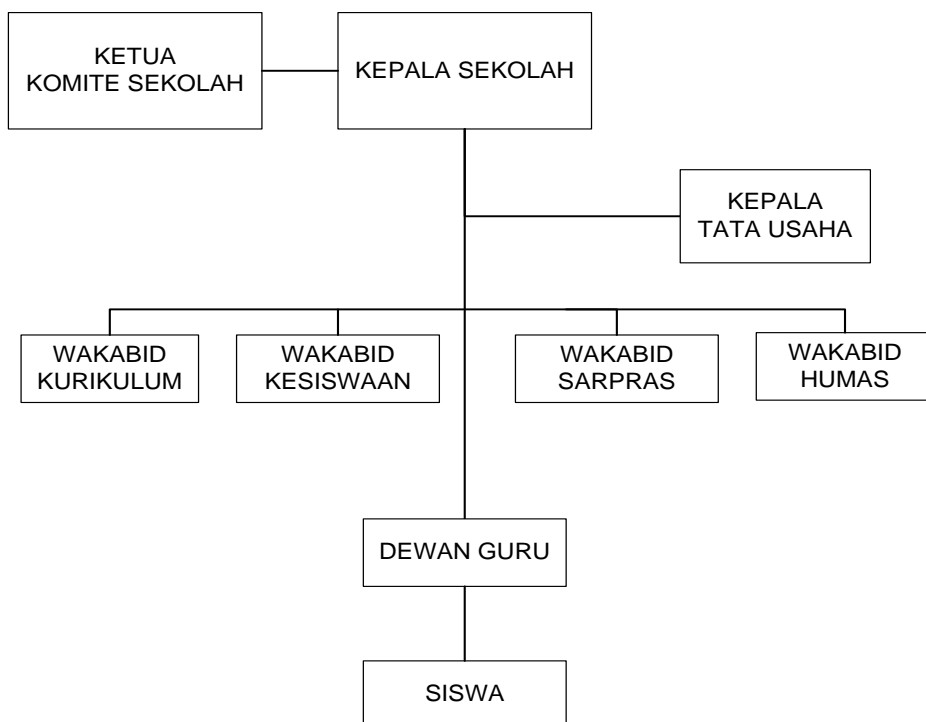 KETUA
KOMITE SEKOLAH
KEPALA SEKOLAH
KEPALA
TATA USAHA
WAKABID
KURIKULUM
WAKABID
KESISWAAN
WAKABID
SARPRAS
WAKABID
HUMAS
DEWAN GURU
SISWA